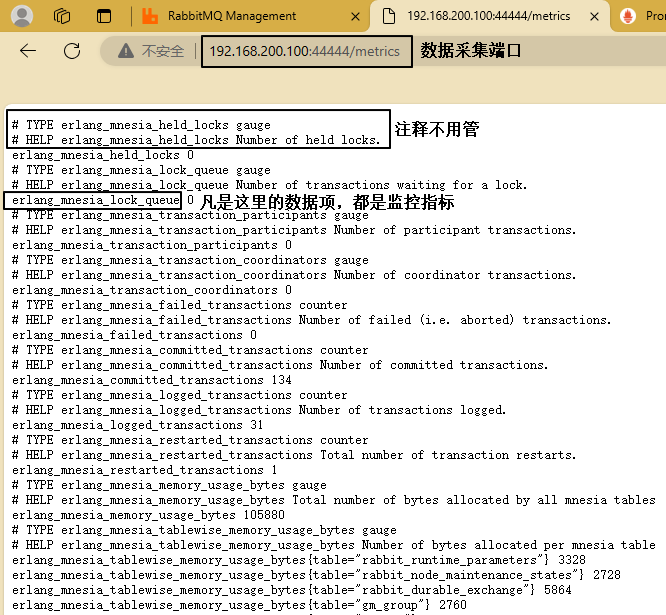 RabbitMQ Management
192.168.200.100:44444/metrics
Pro
不安全
192.168.200.100:44444/metrics
数据采集端口
# TYPE erlang_mnesia_held_locks gauge
# HELP erlang_mnesia_held_locks Number of held locks.
注释不用管
erlang_mnesia_held_locks 0
# TYPE erlang_mnesia_lock_queue gauge
# HELP erlang_mnesia_lock_queue Number of transactions waiting for a lock.
erlang_mnesia_lock_queue 0 凡是这里的数据项，都是监控指标
# TYPE erlang_mnesia_transaction_participants gauge
# HELP erlang_mnesia_transaction_participants Number of participant transactions.
erlang_mnesia_transaction_participants 0
# TYPE erlang_mnesia_transaction_coordinators gauge
# HELP erlang_mnesia_transaction_coordinators Number of coordinator transactions.
erlang_mnesia_transaction_coordinators 0
# TYPE erlang_mnesia_failed_transactions counter
# HELP erlang_mnesia_failed_transactions Number of failed (i.e. aborted) transactions.
erlang_mnesia_failed_transactions 0
# TYPE erlang_mnesia_committed_transactions counter
# HELP erlang_mnesia_committed_transactions Number of committed transactions.
erlang_mnesia_committed_transactions 134
# TYPE erlang_mnesia_logged_transactions counter
# HELP erlang_mnesia_logged_transactions Number of transactions logged.
erlang_mnesia_logged_transactions 31
# TYPE erlang_mnesia_restarted_transactions counter
# HELP erlang_mnesia_restarted_transactions Total number of transaction restarts.
erlang_mnesia_restarted_transactions 1
# TYPE erlang_mnesia_memory_usage_bytes gauge
# HELP erlang_mnesia_memory_usage_bytes Total number of bytes allocated by all mnesia tables
erlang_mnesia_memory_usage_bytes 105880
# TYPE erlang_mnesia_tablewise_memory_usage_bytes gauge
# HELP erlang_mnesia_tablewise_memory_usage_bytes Number of bytes allocated per mnesia table
erlang_mnesia_tablewise_memory_usage_bytes{table="rabbit_runtime_parameters"} 3328
erlang_mnesia_tablewise_memory_usage_bytes{table="rabbit_node_maintenance_states"} 2728
erlang_mnesia_tablewise_memory_usage_bytes{table="rabbit_durable_exchange"} 5864
erlang_mnesia_tablewise_memory_usage_bytes{table="gm_group"} 2760